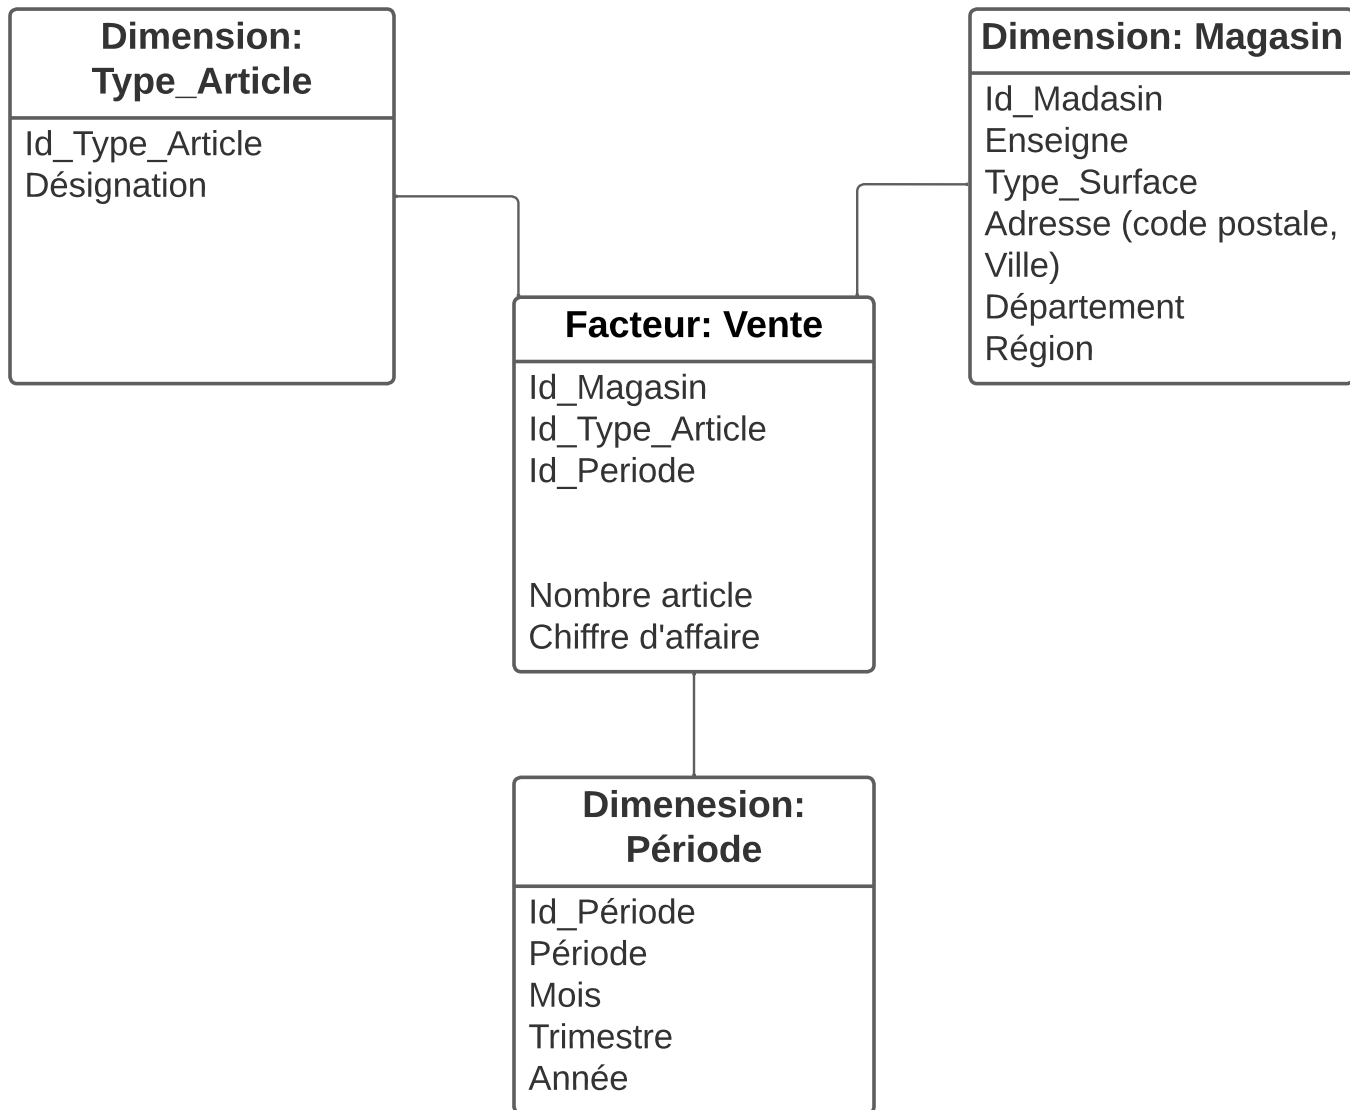 Dimension:
Type_Article
Id_Type_Article
Désignation
Dimension: Magasin
Id_Madasin
Enseigne
Type_Surface
Adresse (code postale,
Ville)
Département
Région
Facteur: Vente
Id_Magasin
Id_Type_Article
Id_Periode
Nombre article
Chiffre d'affaire
Dimenesion:
Période
Id_Période
Période
Mois
Trimestre
Année